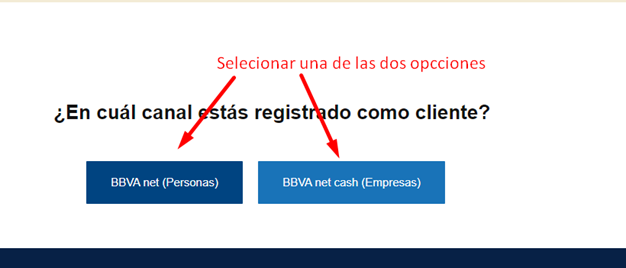 Selecionar una de las dos opcciones
¿En cuál canal estás registrado como cliente?
BBVA net (Personas)
BBVA net cash (Empresas)